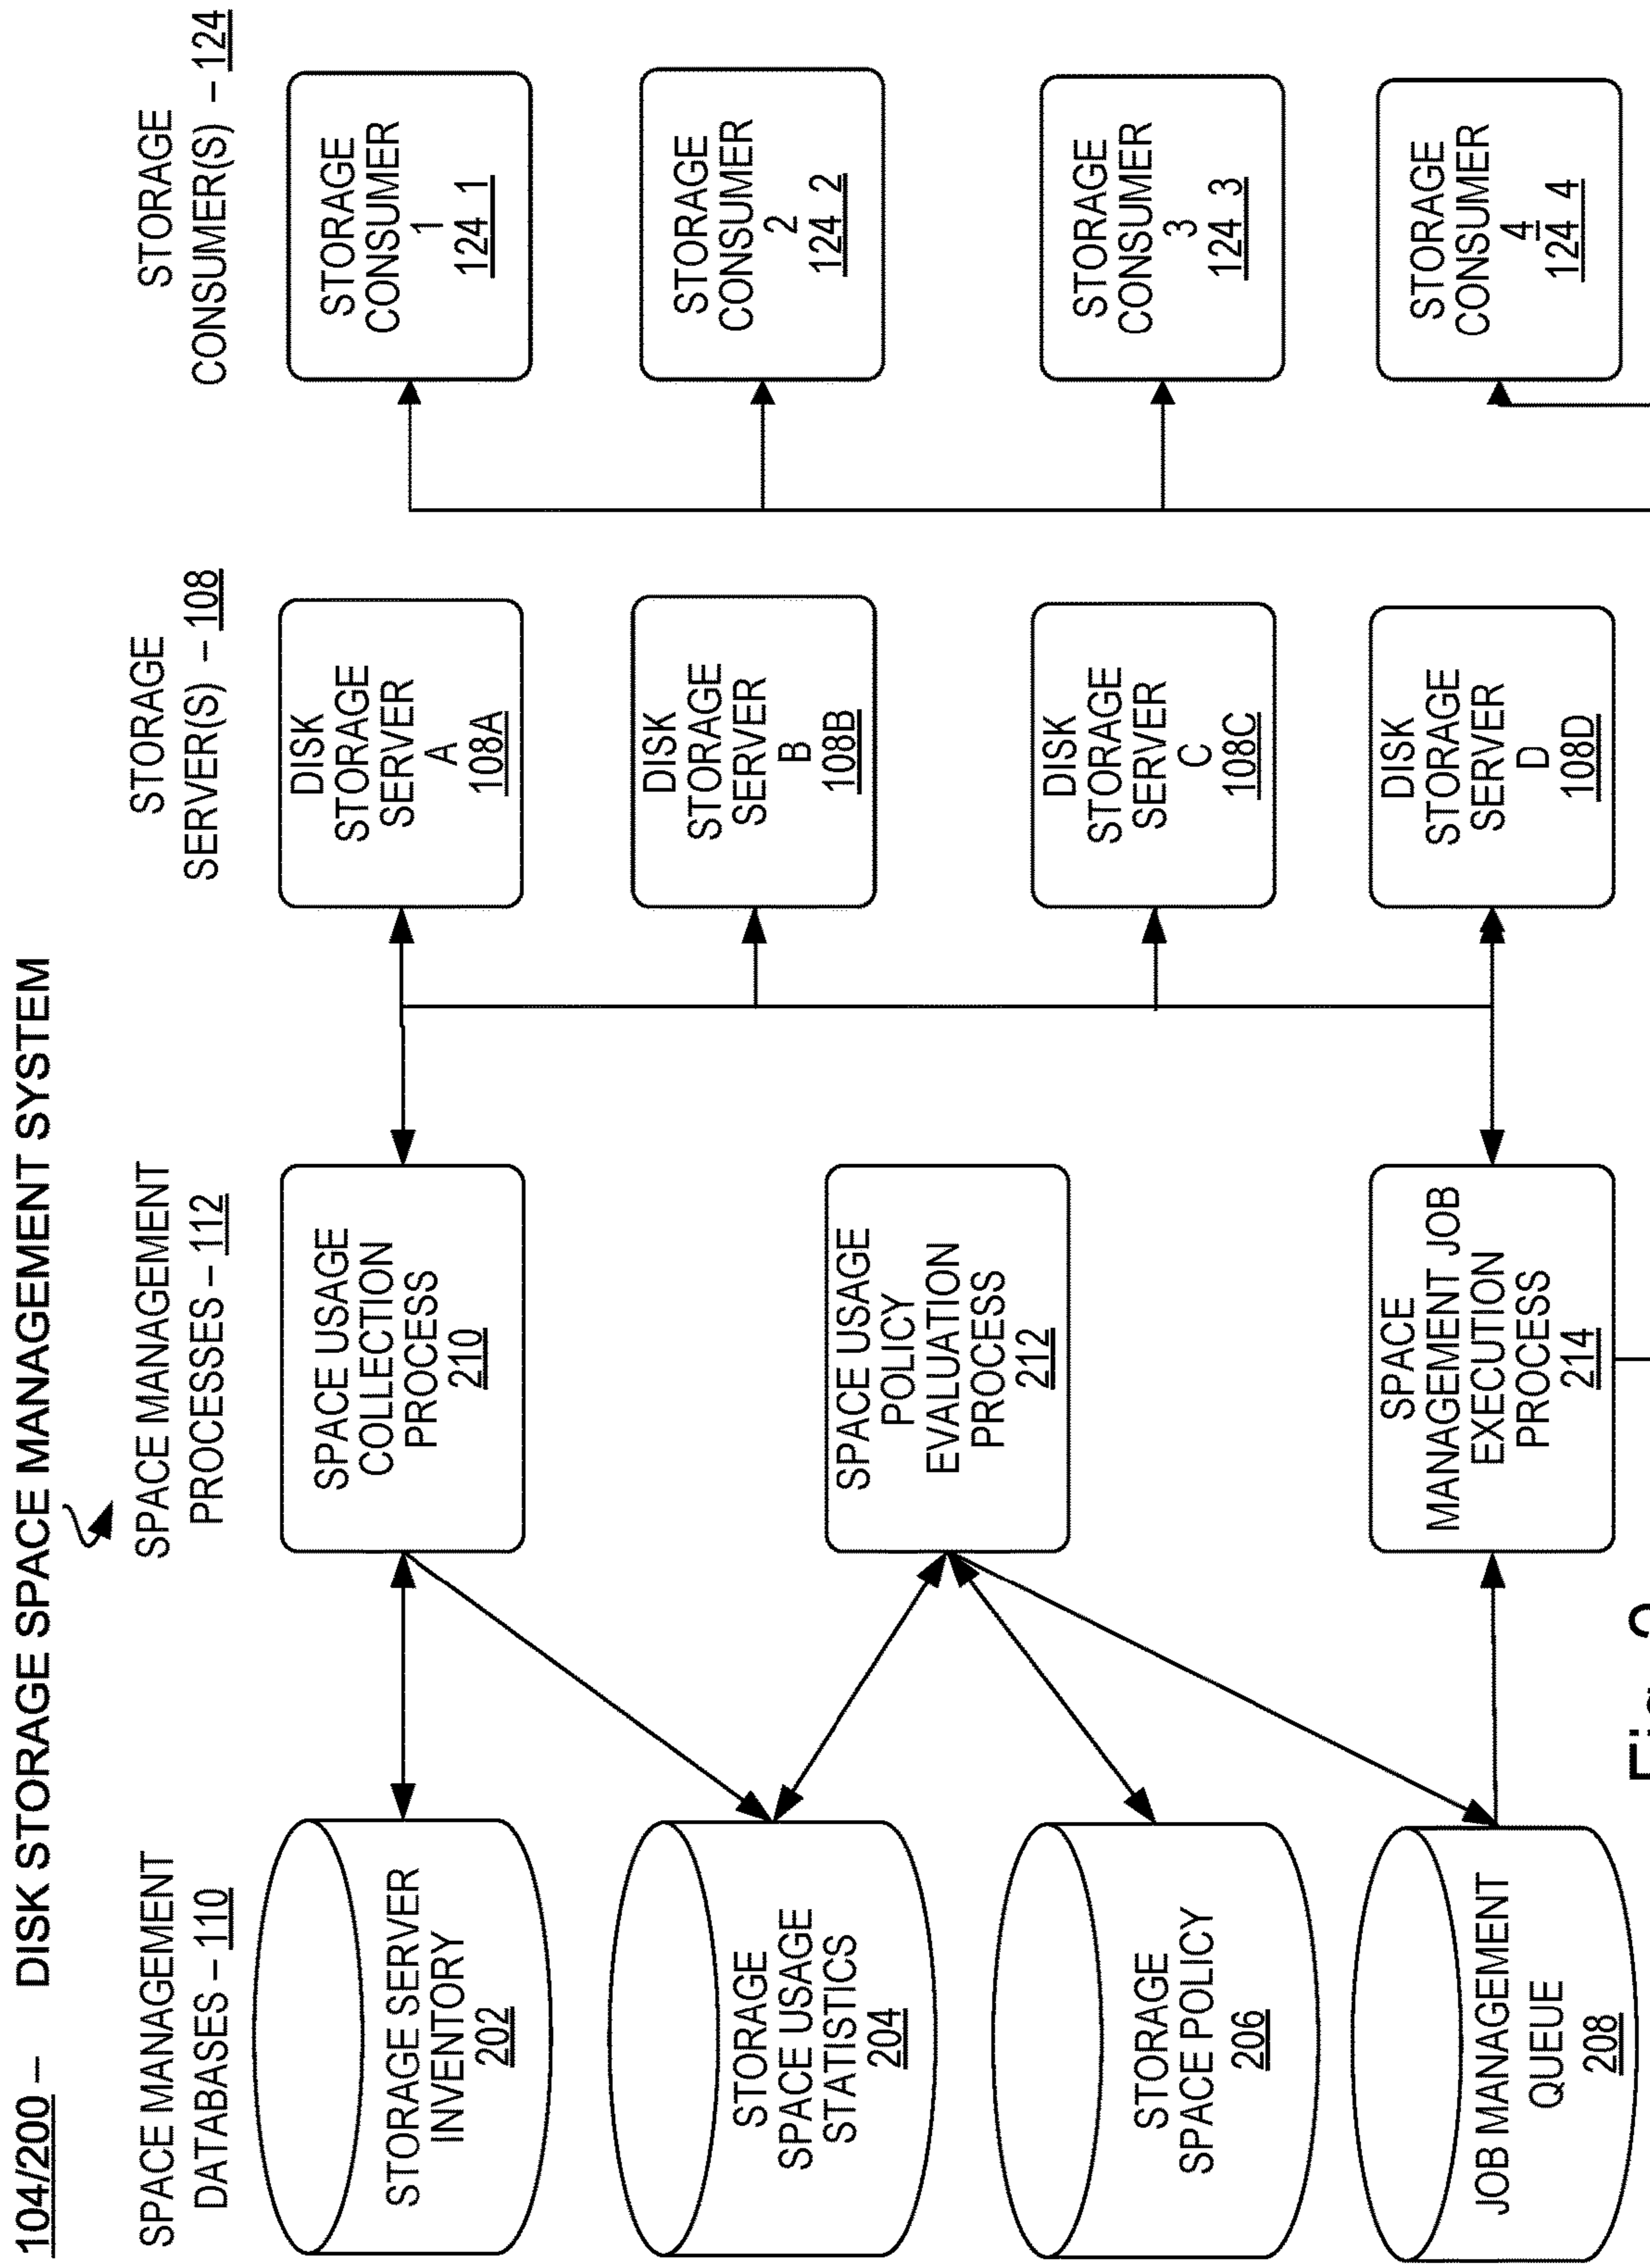 104/200 –  DISK STORAGE SPACE MANAGEMENT SYSTEM
SPACE MANAGEMENT
DATABASES – 110
STORAGE SERVER
INVENTORY
202
STORAGE
SPACE USAGE
STATISTICS
204
STORAGE
SPACE POLICY
206
JOB MANAGEMENT
QUEUE
208
SPACE MANAGEMENT
PROCESSES – 112
SPACE USAGE
COLLECTION
PROCESS
210
SPACE USAGE
POLICY
EVALUATION
PROCESS
212
SPACE
MANAGEMENT JOB
EXECUTION
PROCESS
214
STORAGE
SERVER(S) – 108
DISK
STORAGE
SERVER
A
108A
DISK
STORAGE
SERVER
B
108B
DISK
STORAGE
SERVER
C
108C
DISK
STORAGE
SERVER
D
108D
STORAGE
CONSUMER(S) – 124
STORAGE
CONSUMER
1
124_1
STORAGE
CONSUMER
2
124_2
STORAGE
CONSUMER
3
124_3
STORAGE
CONSUMER
4
124_4